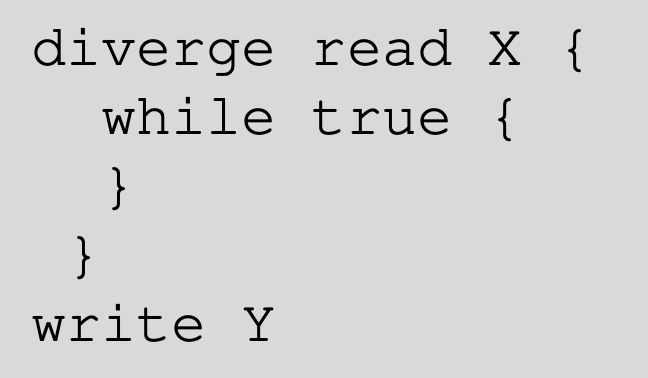 diverge read X {
  while true {
  }
 }
write Y